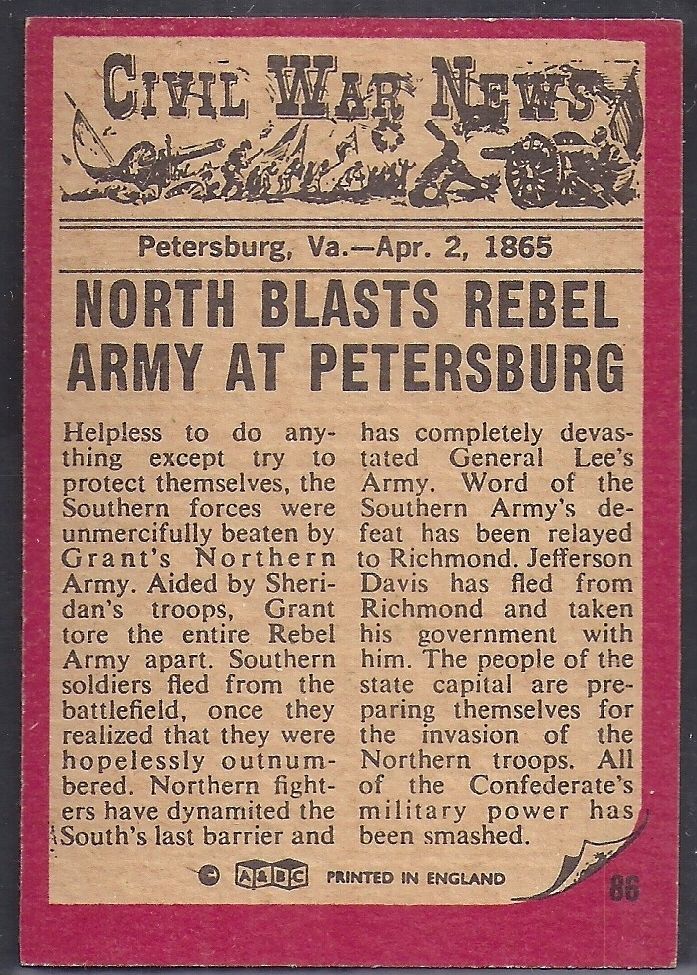 CIVIL WAR NEWS
Petersburg, Va.—Apr. 2, 1865
NORTH BLASTS REBEL
ARMY AT PETERSBURG
Helpless to do any-
thing except try to
protect themselves, the
Southern forces were
unmercifully beaten by
Grant's Northern
Army. Aided by Sheri-
dan's troops, Grant
tore the entire Rebel
Army apart. Southern
soldiers fled from the
battlefield, once they
realized that they were
hopelessly outnum-
bered. Northern fight-
ers have dynamited the
South's last barrier and
has completely devas-
tated General Lee's
Army. Word of the
Southern Army's de-
feat has been relayed
to Richmond. Jefferson
Davis has fled from
Richmond and taken
his government with
him. The people of the
state capital are pre-
paring themselves for
the invasion of the
Northern troops. All
of the Confederate's
military power has
been smashed.
© A&BC PRINTED IN ENGLAND
86